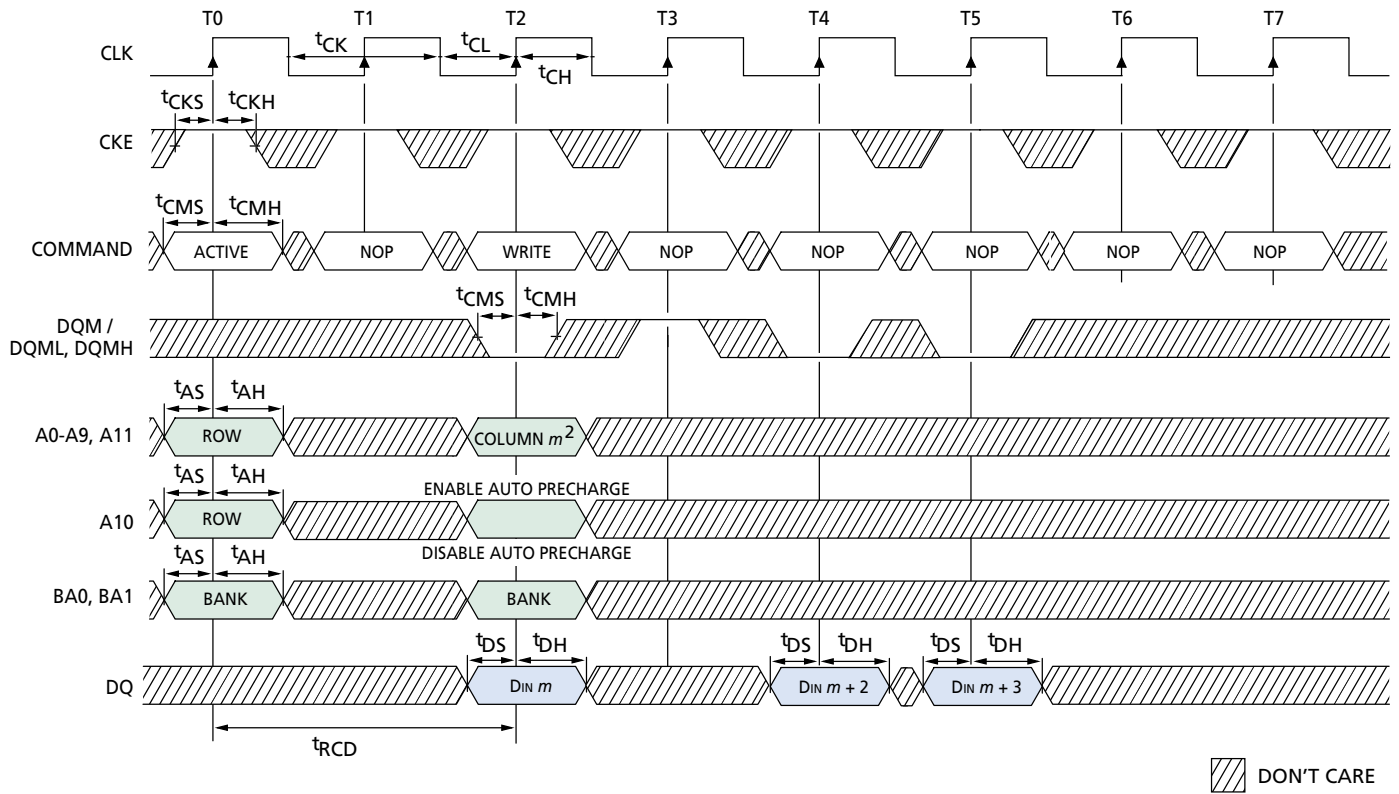 T0 T1 T2 T3 T4 T5 T6 T7
CLK
tCK tCL
tCH
tCKS tCKH
CKE
tCMS tCMH
COMMAND ACTIVE NOP WRITE NOP NOP NOP NOP NOP
tCMS tCMH
DQM /
DQML, DQMH
tAS tAH
A0-A9, A11 ROW COLUMN m2
tAS tAH
ENABLE AUTO PRECHARGE
A10 ROW
DISABLE AUTO PRECHARGE
tAS tAH
BA0, BA1 BANK BANK
tDS tDH tDS tDH tDS tDH
DQ DIN m DIN m + 2 DIN m + 3
tRCD
DON'T CARE